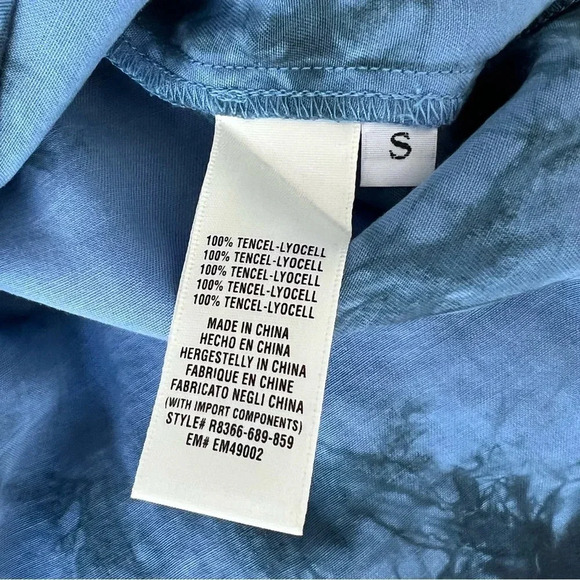 S
100% TENCEL-LYOCELL
100% TENCEL-LYOCELL
100% TENCEL-LYOCELL
100% TENCEL-LYOCELL
100% TENCEL-LYOCELL
MADE IN CHINA
HECHO EN CHINA
HERGESTELLY IN CHINA
FABRIQUE EN CHINE
FABRICATO NEGLI CHINA
(WITH IMPORT COMPONENTS)
STYLE# R8366-689-859
EM# EM49002